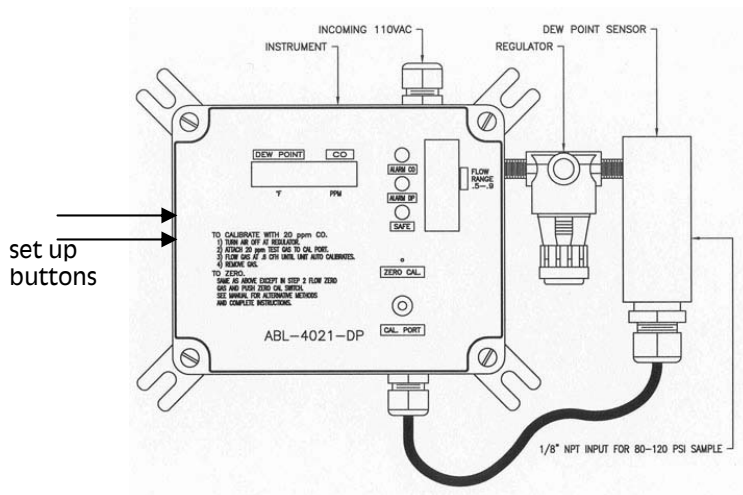 INCOMING 110VAC
DEW POINT SENSOR
INSTRUMENT
REGULATOR
DEW POINT
CO
ALARM CO
FLOW
RANGE
.5-.9
°F
PPM
ALARM DP
SAFE
set up
buttons
TO CALIBRATE WITH 20 ppm CO.
1) TURN AIR OFF AT REGULATOR.
2) ATTACH 20 ppm TEST GAS TO CAL PORT.
3) FLOW GAS AT .8 CFH UNTIL UNIT AUTO CALIBRATES.
4) REMOVE GAS.
TO ZERO.
SAME AS ABOVE EXCEPT IN STEP 2 FLOW ZERO
GAS AND PUSH ZERO CAL SWITCH.
SEE MANUAL FOR ALTERNATIVE METHODS
AND COMPLETE INSTRUCTIONS.
ZERO CAL.
ABL-4021-DP
CAL. PORT
1/8" NPT INPUT FOR 80-120 PSI SAMPLE